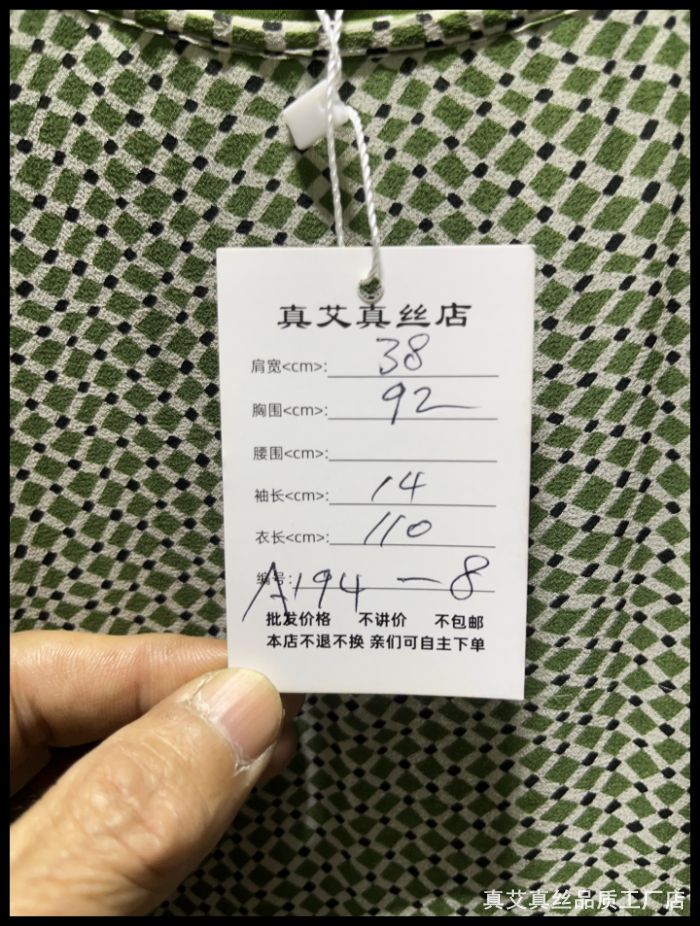 真艾真丝店
肩宽<cm>: 38
胸围<cm>: 92
腰围<cm>:
袖长<cm>: 14
衣长<cm>: 110
编号: A194-8
批发价格 不讲价 不包邮
本店不退不换 亲们可自主下单
真艾真丝品质工厂店